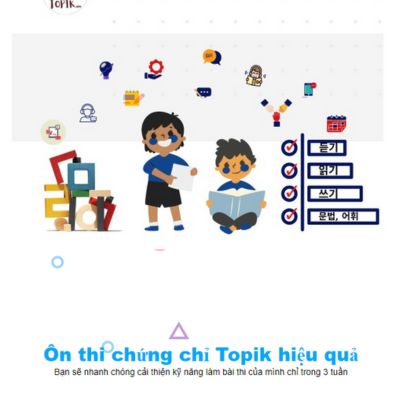 TOPIK...
듣기
읽기
쓰기
문법, 어휘
Ôn thi chứng chỉ Topik hiệu quả
Bạn sẽ nhanh chóng cải thiện kỹ năng làm bài thi của mình chỉ trong 3 tuần